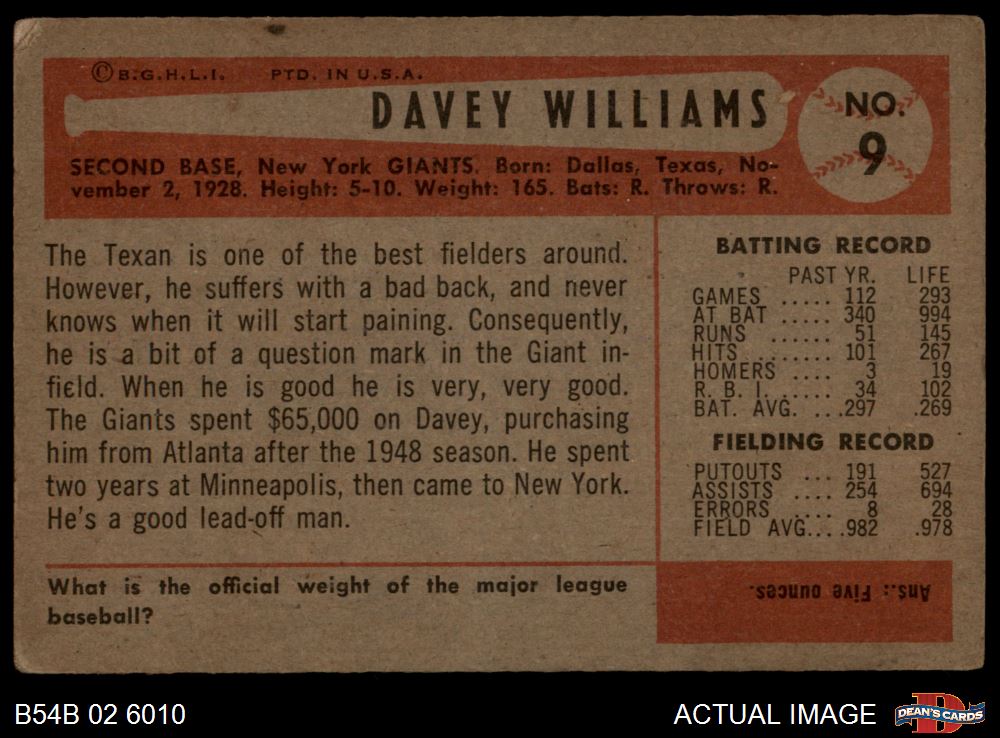 ©B.G.H.L.I. PTD. IN U.S.A.
DAVEY WILLIAMS
NO.
9
SECOND BASE, New York GIANTS. Born: Dallas, Texas, No-
vember 2, 1928. Height: 5-10. Weight: 165. Bats: R. Throws: R.
The Texan is one of the best fielders around.
However, he suffers with a bad back, and never
knows when it will start paining. Consequently,
he is a bit of a question mark in the Giant in-
field. When he is good he is very, very good.
The Giants spent $65,000 on Davey, purchasing
him from Atlanta after the 1948 season. He spent
two years at Minneapolis, then came to New York.
He's a good lead-off man.
BATTING RECORD
PAST YR. LIFE
GAMES ..... 112 293
AT BAT ..... 340 994
RUNS ...... 51 145
HITS ....... 101 267
HOMERS .... 3 19
R. B. I. .... 34 102
BAT. AVG. ...297 .269
FIELDING RECORD
PUTOUTS ... 191 527
ASSISTS .... 254 694
ERRORS .... 8 28
FIELD AVG.....982 .978
What is the official weight of the major league
baseball?
Ans.: Five ounces.
B54B 02 6010
ACTUAL IMAGE
DEAN'S CARDS